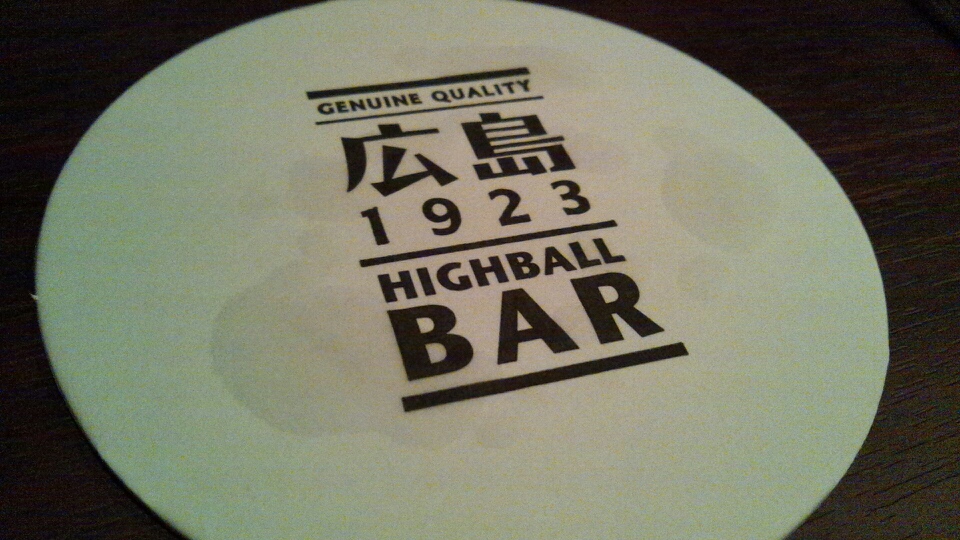 GENUINE QUALITY
広島
1923
HIGHBALL
BAR